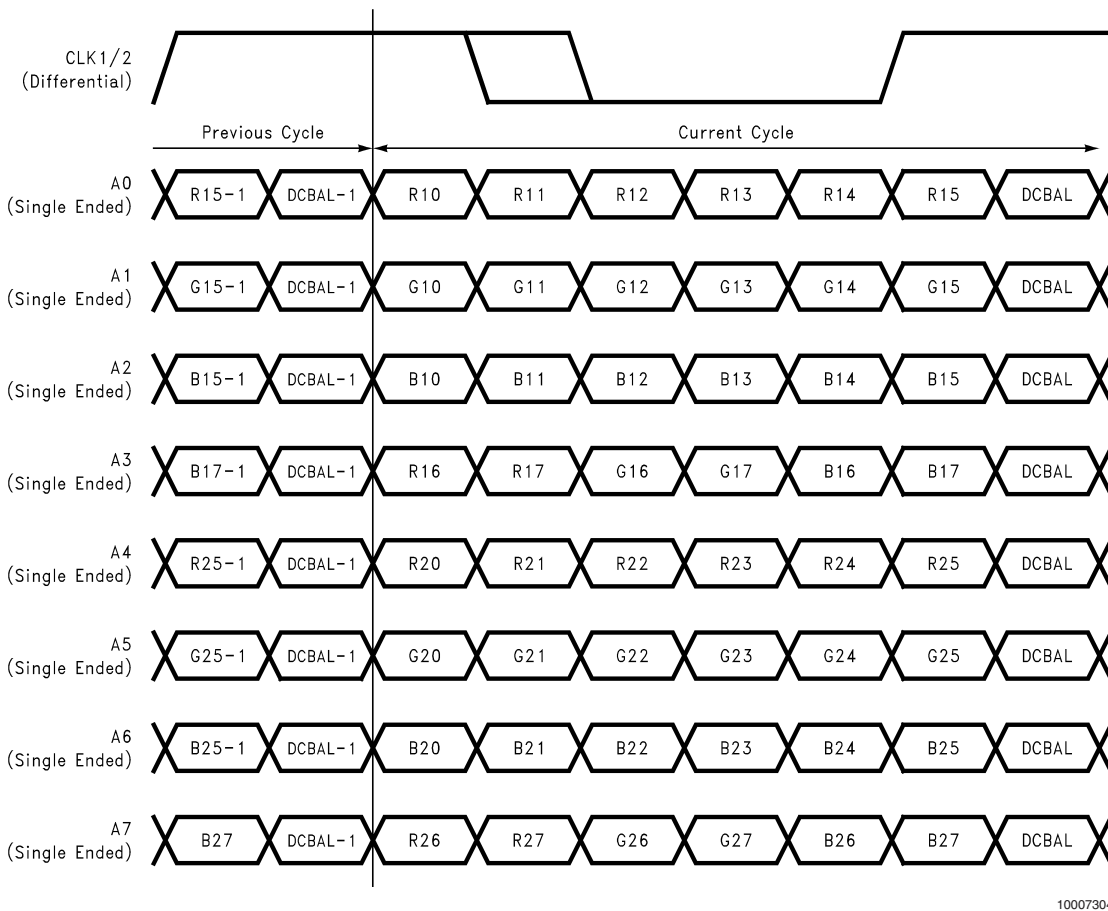 CLK1/2
(Differential)
Previous Cycle Current Cycle
A0
(Single Ended)
R15-1 DCBAL-1 R10 R11 R12 R13 R14 R15 DCBAL
A1
(Single Ended)
G15-1 DCBAL-1 G10 G11 G12 G13 G14 G15 DCBAL
A2
(Single Ended)
B15-1 DCBAL-1 B10 B11 B12 B13 B14 B15 DCBAL
A3
(Single Ended)
B17-1 DCBAL-1 R16 R17 G16 G17 B16 B17 DCBAL
A4
(Single Ended)
R25-1 DCBAL-1 R20 R21 R22 R23 R24 R25 DCBAL
A5
(Single Ended)
G25-1 DCBAL-1 G20 G21 G22 G23 G24 G25 DCBAL
A6
(Single Ended)
B25-1 DCBAL-1 B20 B21 B22 B23 B24 B25 DCBAL
A7
(Single Ended)
B27 DCBAL-1 R26 R27 G26 G27 B26 B27 DCBAL
10007304